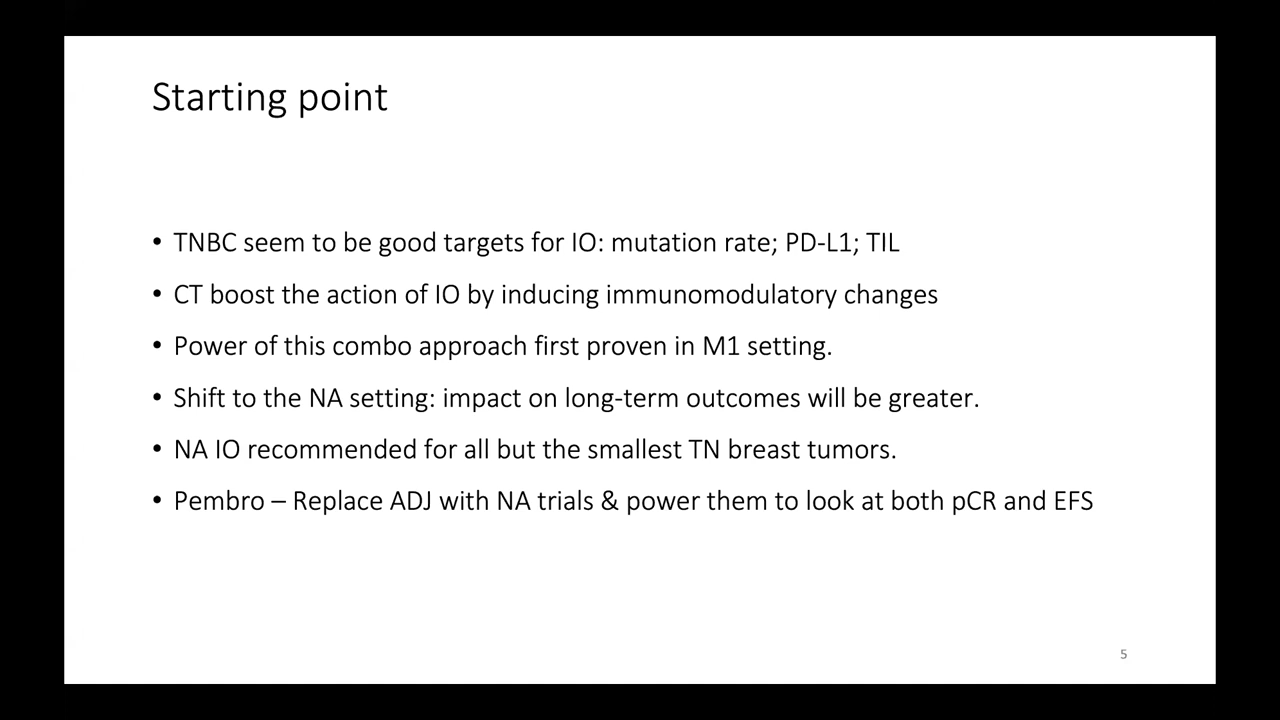 Starting point
• TNBC seem to be good targets for IO: mutation rate; PD-L1; TIL
• CT boost the action of IO by inducing immunomodulatory changes
• Power of this combo approach first proven in M1 setting.
• Shift to the NA setting: impact on long-term outcomes will be greater.
• NA IO recommended for all but the smallest TN breast tumors.
• Pembro – Replace ADJ with NA trials & power them to look at both pCR and EFS
5